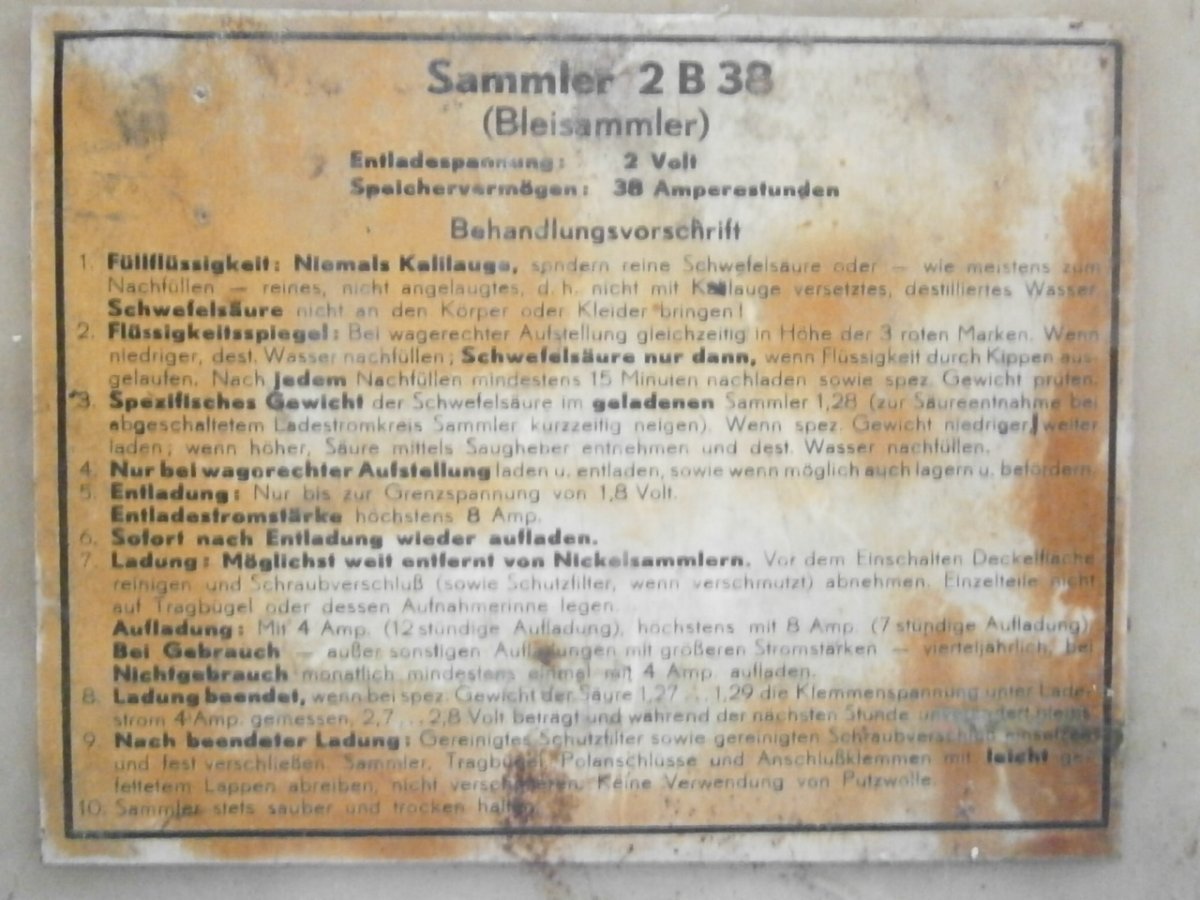 Sammler 2 B 38
(Bleisammler)
Entladespannung: 2 Volt
Speichervermögen: 38 Amperestunden
Behandlungsvorschrift
1. Füllflüssigkeit: Niemals Kalilauge, sondern reine Schwefelsäure oder — wie meistens zum
Nachfüllen — reines, nicht angelaugtes, d. h. nicht mit Kalilauge versetztes, destilliertes Wasser.
Schwefelsäure nicht an den Körper oder Kleider bringen!
2. Flüssigkeitsspiegel: Bei wagerechter Aufstellung gleichzeitig in Höhe der 3 roten Marken. Wenn
niedriger, dest. Wasser nachfüllen; Schwefelsäure nur dann, wenn Flüssigkeit durch Kippen aus-
gelaufen. Nach jedem Nachfüllen mindestens 15 Minuten nachladen sowie spez. Gewicht prüfen.
3. Spezifisches Gewicht der Schwefelsäure im geladenen Sammler 1,28 (zur Säureentnahme bei
abgeschaltetem Ladestromkreis Sammler kurzzeitig neigen). Wenn spez. Gewicht niedriger, weiter
laden; wenn höher, Säure mittels Saugheber entnehmen und dest. Wasser nachfüllen.
4. Nur bei wagerechter Aufstellung laden u. entladen, sowie wenn möglich auch lagern u. befördern.
5. Entladung: Nur bis zur Grenzspannung von 1,8 Volt.
Entladestromstärke höchstens 8 Amp.
6. Sofort nach Entladung wieder aufladen.
7. Ladung: Möglichst weit entfernt von Nickelsammlern. Vor dem Einschalten Deckelfläche
reinigen und Schraubverschluß (sowie Schutzfilter, wenn verschmutzt) abnehmen. Einzelteile nicht
auf Tragbügel oder dessen Aufnahmerinne legen.
Aufladung: Mit 4 Amp. (12 stündige Aufladung), höchstens mit 8 Amp. (7 stündige Aufladung)
Bei Gebrauch — außer sonstigen Aufladungen mit größeren Stromstärken — vierteljährlich, bei
Nichtgebrauch monatlich mindestens einmal mit 4 Amp. aufladen.
8. Ladung beendet, wenn bei spez. Gewicht der Säure 1,27 . . . 1,29 die Klemmenspannung unter Lade-
strom 4 Amp. gemessen, 2,7 . . . 2,8 Volt beträgt und während der nächsten Stunde unverändert bleibt.
9. Nach beendeter Ladung: Gereinigtes Schutzfilter sowie gereinigten Schraubverschluß einsetzen
und fest verschließen. Sammler, Tragbügel, Polanschlüsse und Anschlußklemmen mit leicht ge-
fettetem Lappen abreiben, nicht verschmieren. Keine Verwendung von Putzwolle.
10. Sammler stets sauber und trocken halten.